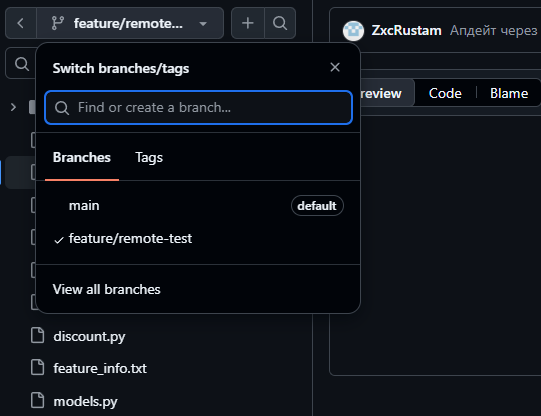 feature/remote...
ZxcRustam Апдейт через
Switch branches/tags
Find or create a branch...
review Code Blame
Branches Tags
main default
feature/remote-test
View all branches
discount.py
feature_info.txt
models.py